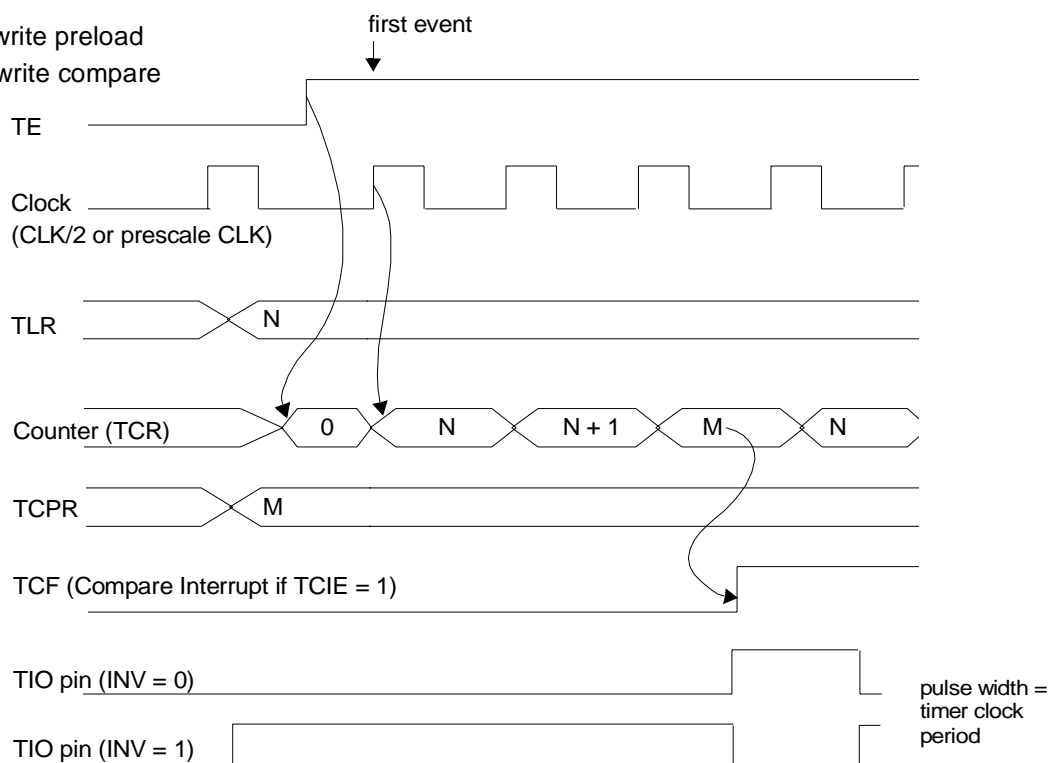 write preload
first event
write compare
TE
Clock
(CLK/2 or prescale CLK)
TLR
N
Counter (TCR)
0
N
N + 1
M
N
TCPR
M
TCF (Compare Interrupt if TCIE = 1)
TIO pin (INV = 0)
pulse width =
timer clock
period
TIO pin (INV = 1)